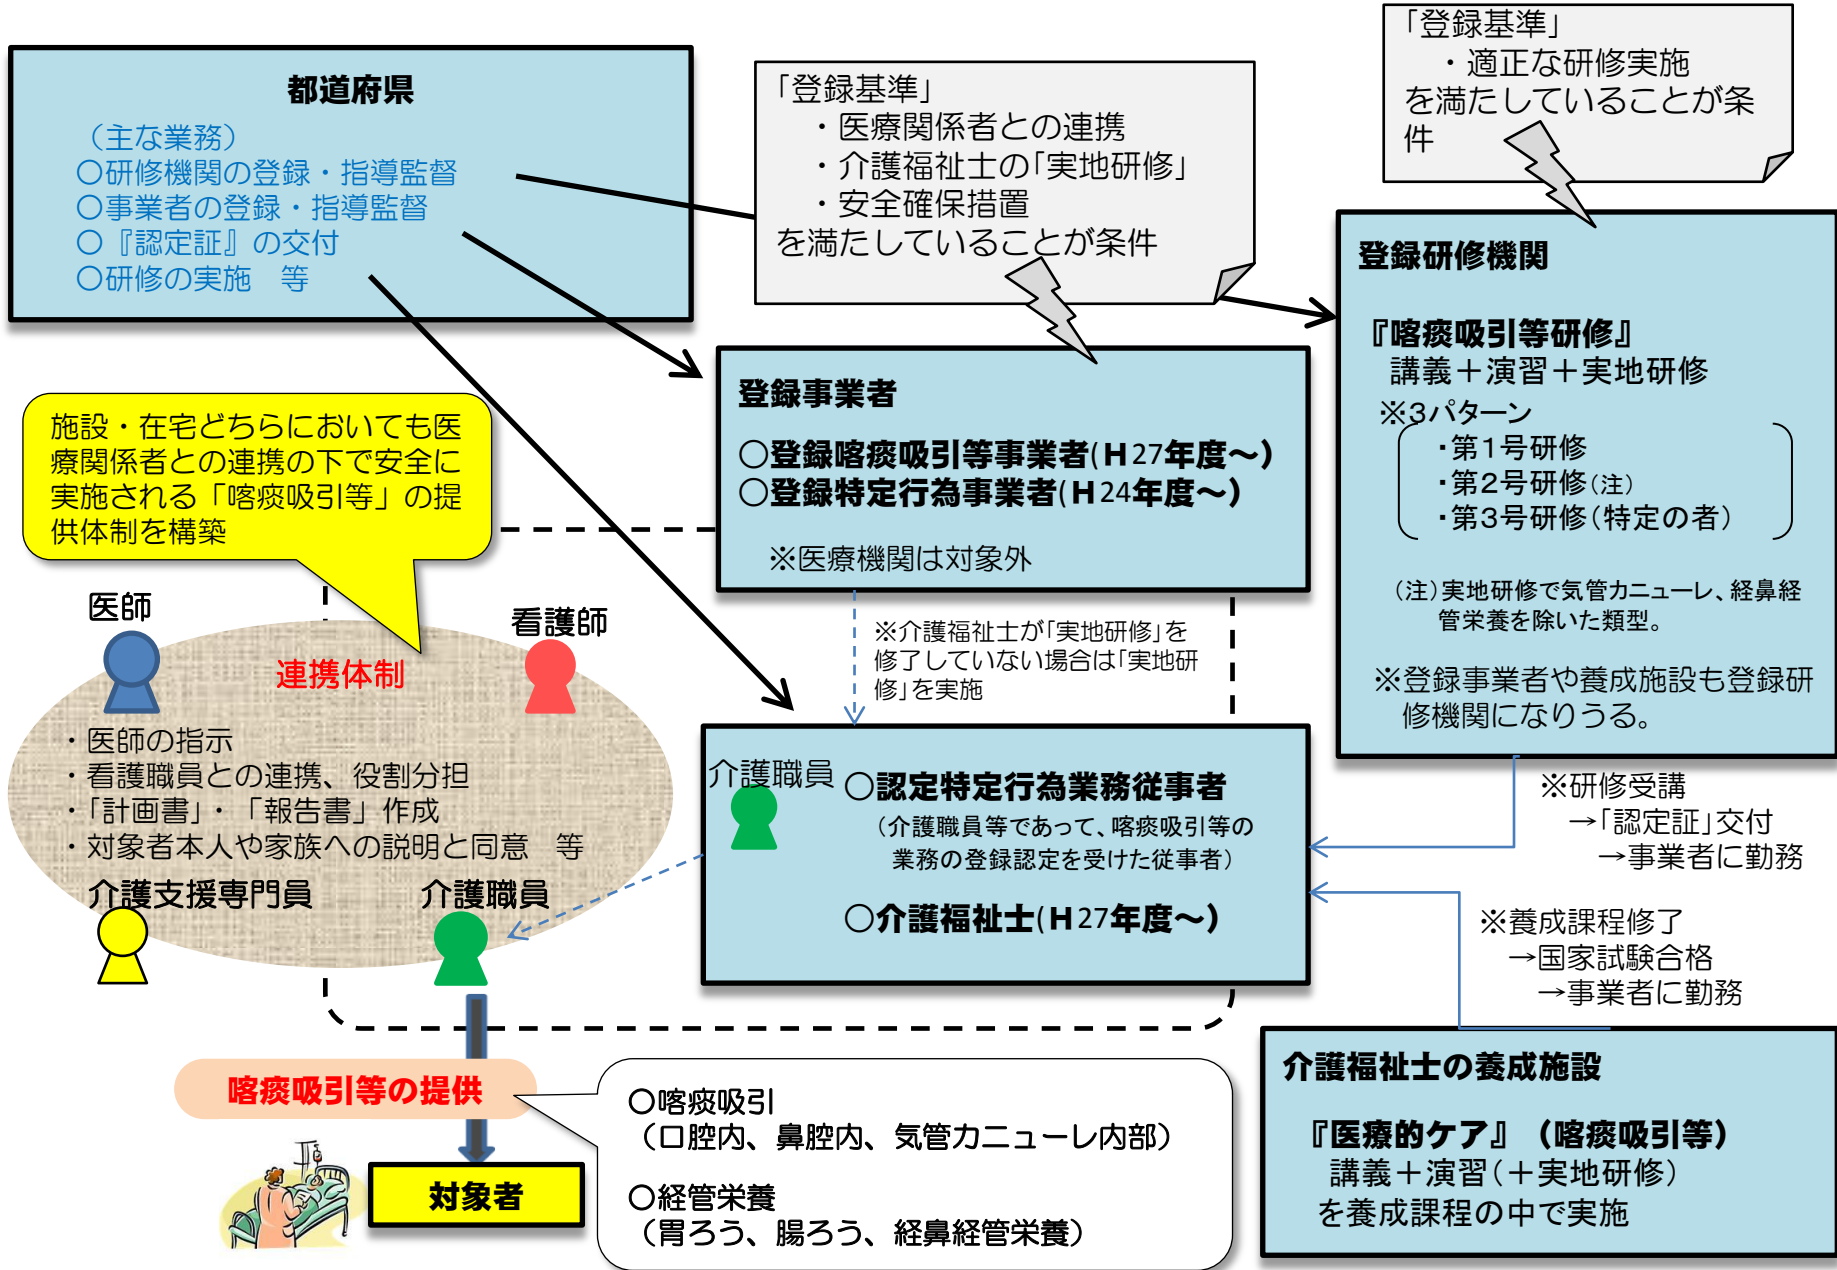 都道府県
（主な業務）
○研修機関の登録・指導監督
○事業者の登録・指導監督
○『認定証』の交付
○研修の実施　等
「登録基準」
・医療関係者との連携
・介護福祉士の「実地研修」
・安全確保措置
を満たしていることが条件
「登録基準」
・適正な研修実施
を満たしていることが条
件
登録研修機関
『喀痰吸引等研修』
講義＋演習＋実地研修
※3パターン
・第1号研修
・第2号研修（注）
・第3号研修（特定の者）
（注）実地研修で気管カニューレ、経鼻経
管栄養を除いた類型。
※登録事業者や養成施設も登録研
修機関になりうる。
登録事業者
○登録喀痰吸引等事業者(H27年度～)
○登録特定行為事業者(H24年度～)
※医療機関は対象外
施設・在宅どちらにおいても医
療関係者との連携の下で安全に
実施される「喀痰吸引等」の提
供体制を構築
医師
看護師
連携体制
・医師の指示
・看護職員との連携、役割分担
・「計画書」・「報告書」作成
・対象者本人や家族への説明と同意　等
介護支援専門員
介護職員
※介護福祉士が「実地研修」を
修了していない場合は「実地研
修」を実施
介護職員
○認定特定行為業務従事者
（介護職員等であって、喀痰吸引等の
業務の登録認定を受けた従事者）
○介護福祉士(H27年度～)
※研修受講
→「認定証」交付
→事業者に勤務
※養成課程修了
→国家試験合格
→事業者に勤務
喀痰吸引等の提供
対象者
○喀痰吸引
（口腔内、鼻腔内、気管カニューレ内部）
○経管栄養
（胃ろう、腸ろう、経鼻経管栄養）
介護福祉士の養成施設
『医療的ケア』（喀痰吸引等）
講義＋演習（＋実地研修）
を養成課程の中で実施